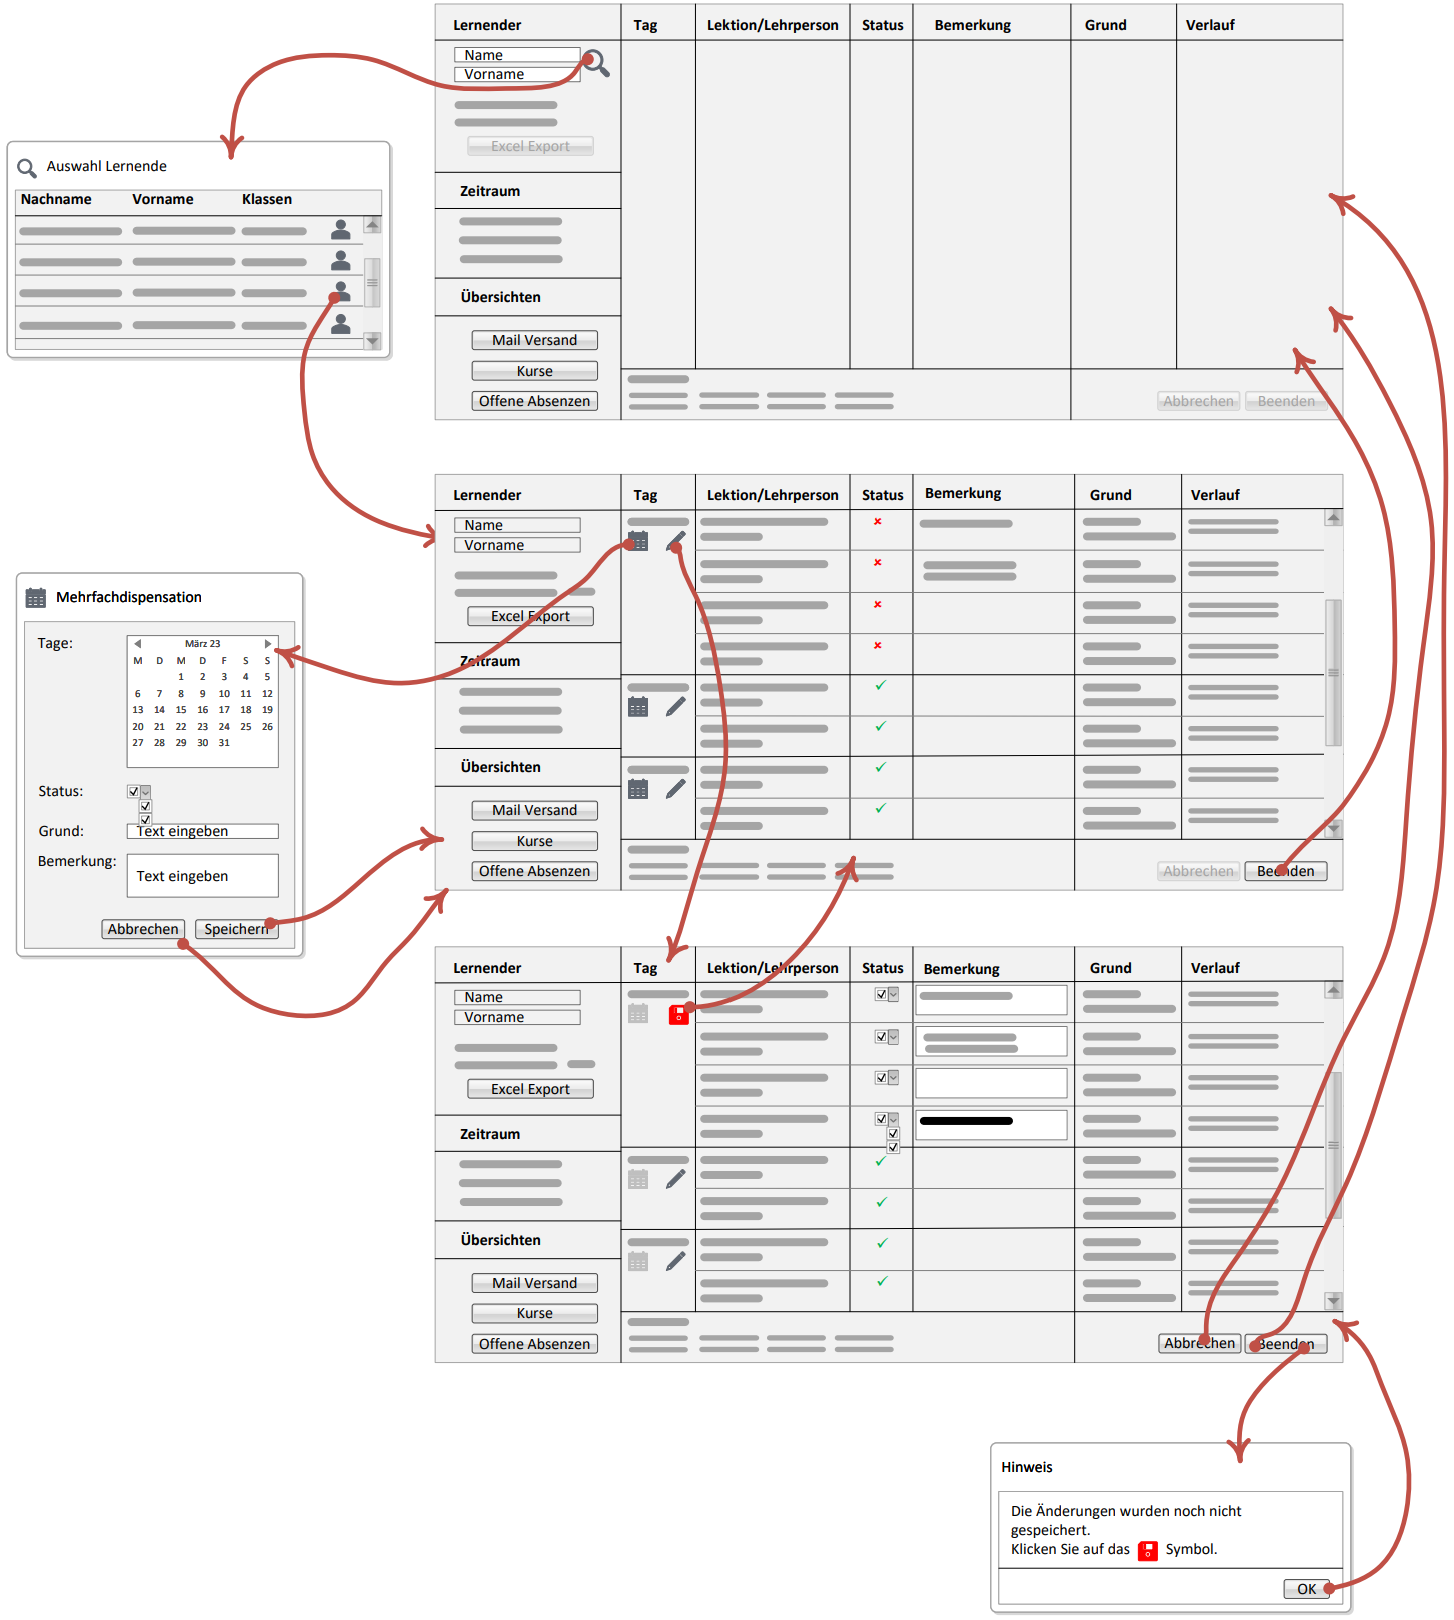 Lernender Tag Lektion/Lehrperson Status Bemerkung Grund Verlauf
Name
Vorname
Excel Export
Zeitraum
Übersichten
Mail Versand
Kurse
Offene Absenzen
Abbrechen Beenden
Auswahl Lernende
Nachname Vorname Klassen
Lernender Tag Lektion/Lehrperson Status Bemerkung Grund Verlauf
Name
Vorname
Excel Export
Zeitraum
Übersichten
Mail Versand
Kurse
Offene Absenzen
Abbrechen Beenden
Mehrfachdispensation
Tage:
März 23
M D M D F S S
1 2 3 4 5
6 7 8 9 10 11 12
13 14 15 16 17 18 19
20 21 22 23 24 25 26
27 28 29 30 31
Status:
Grund: Text eingeben
Bemerkung:
Text eingeben
Abbrechen Speichern
Lernender Tag Lektion/Lehrperson Status Bemerkung Grund Verlauf
Name
Vorname
Excel Export
Zeitraum
Übersichten
Mail Versand
Kurse
Offene Absenzen
Abbrechen Beenden
Hinweis
Die Änderungen wurden noch nicht
gespeichert.
Klicken Sie auf das Symbol.
OK